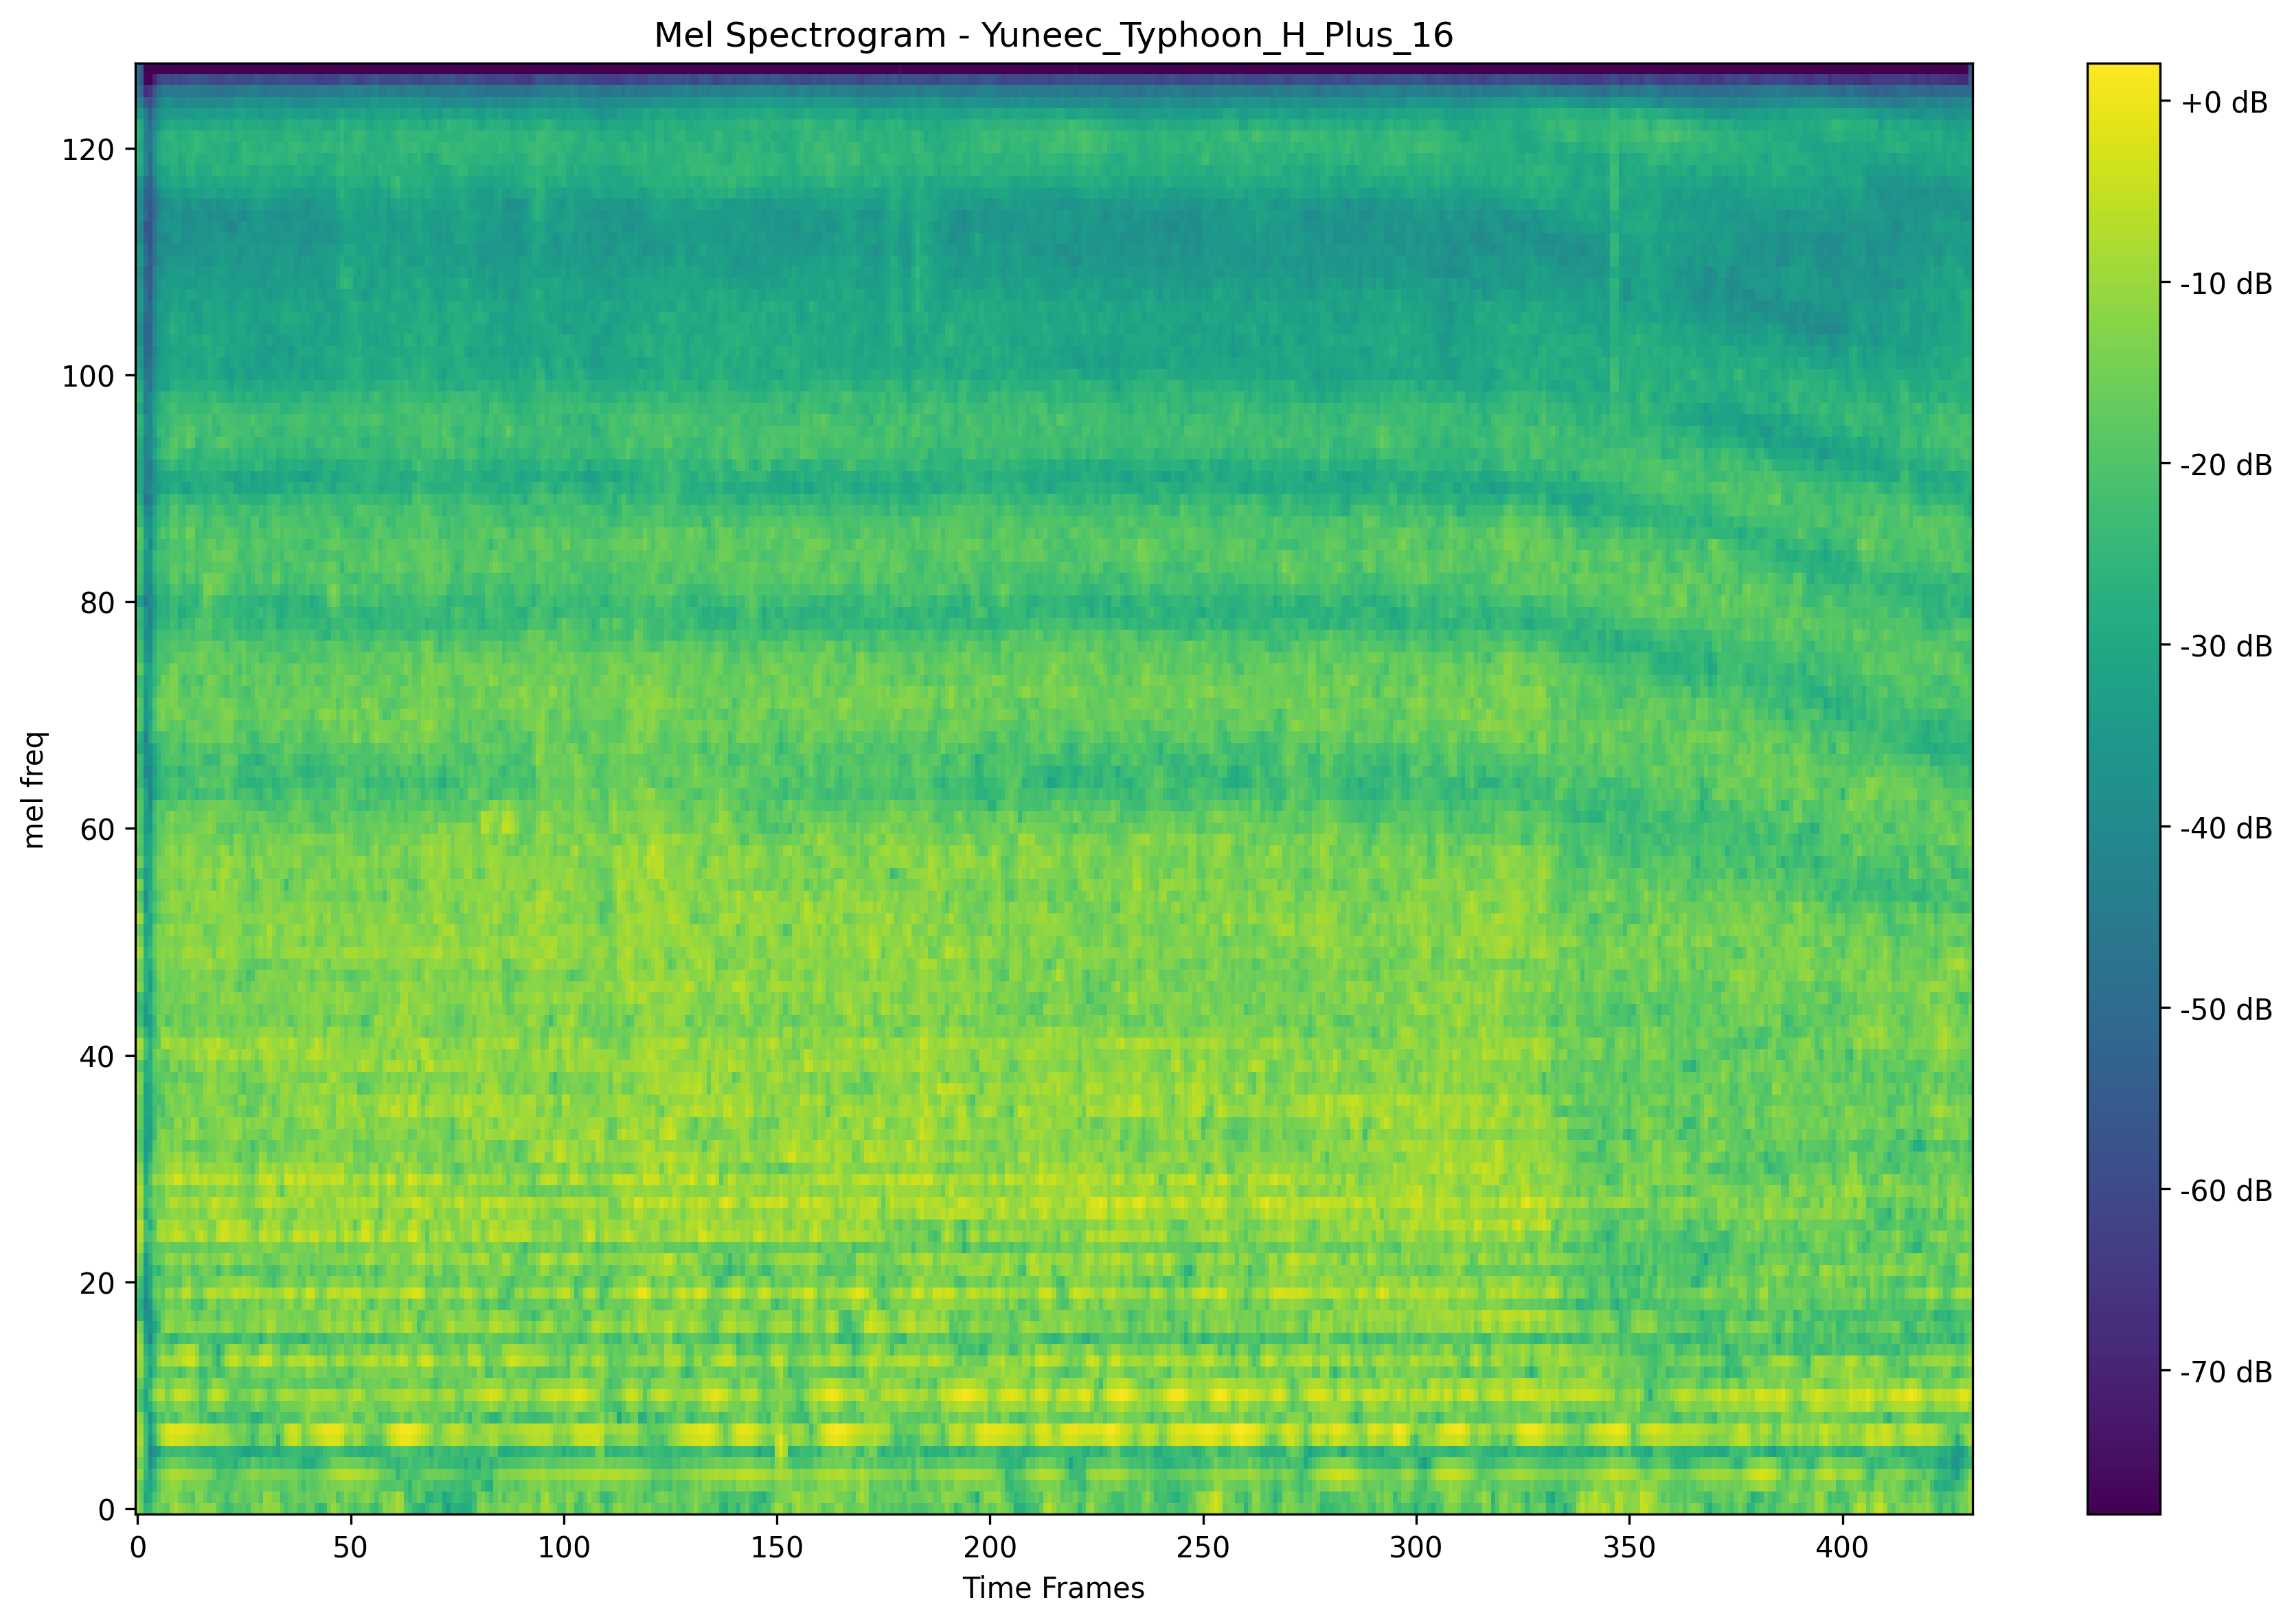 Mel Spectrogram - Yuneec_Typhoon_H_Plus_16
mel freq
120
100
80
60
40
20
0
0 50 100 150 200 250 300 350 400
Time Frames
+0 dB
-10 dB
-20 dB
-30 dB
-40 dB
-50 dB
-60 dB
-70 dB